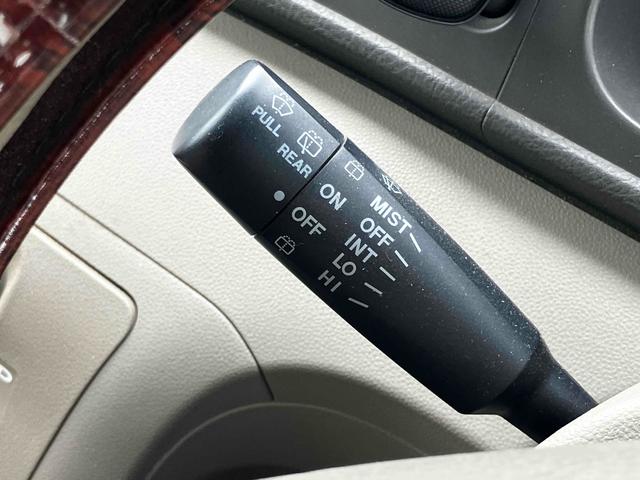 PULL
REAR
ON
OFF
MIST
OFF
INT
LO
HI